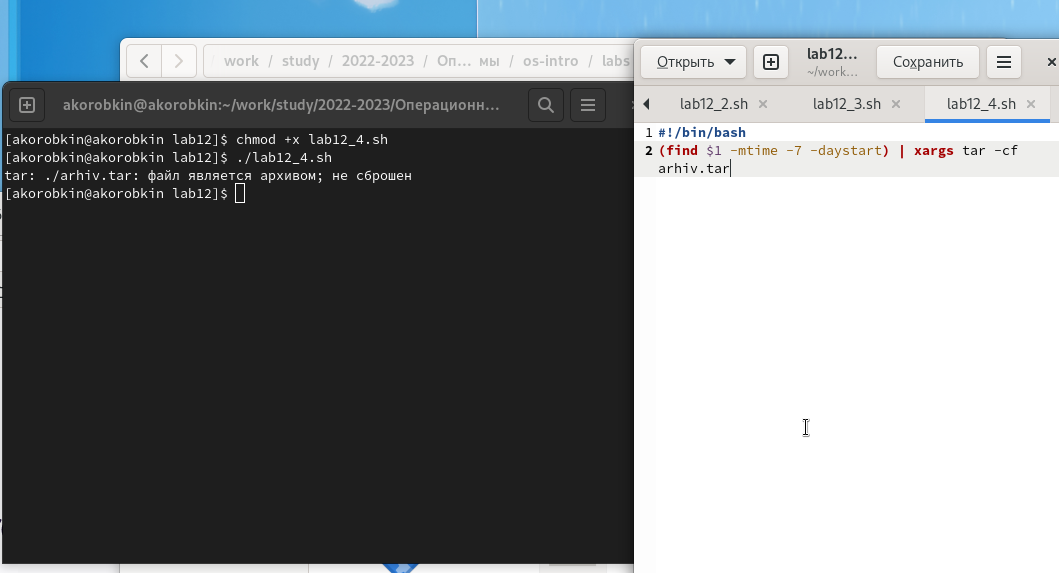 work / study / 2022-2023 / Оп... мы / os-intro / labs
akorobkin@akorobkin:~/work/study/2022-2023/Операционн...
[akorobkin@akorobkin lab12]$ chmod +x lab12_4.sh
[akorobkin@akorobkin lab12]$ ./lab12_4.sh
tar: ./arhiv.tar: файл является архивом; не сброшен
[akorobkin@akorobkin lab12]$
Открыть
lab12...
~/work...
Сохранить
lab12_2.sh
lab12_3.sh
lab12_4.sh
1 #!/bin/bash
2 (find $1 -mtime -7 -daystart) | xargs tar -cf
arhiv.tar